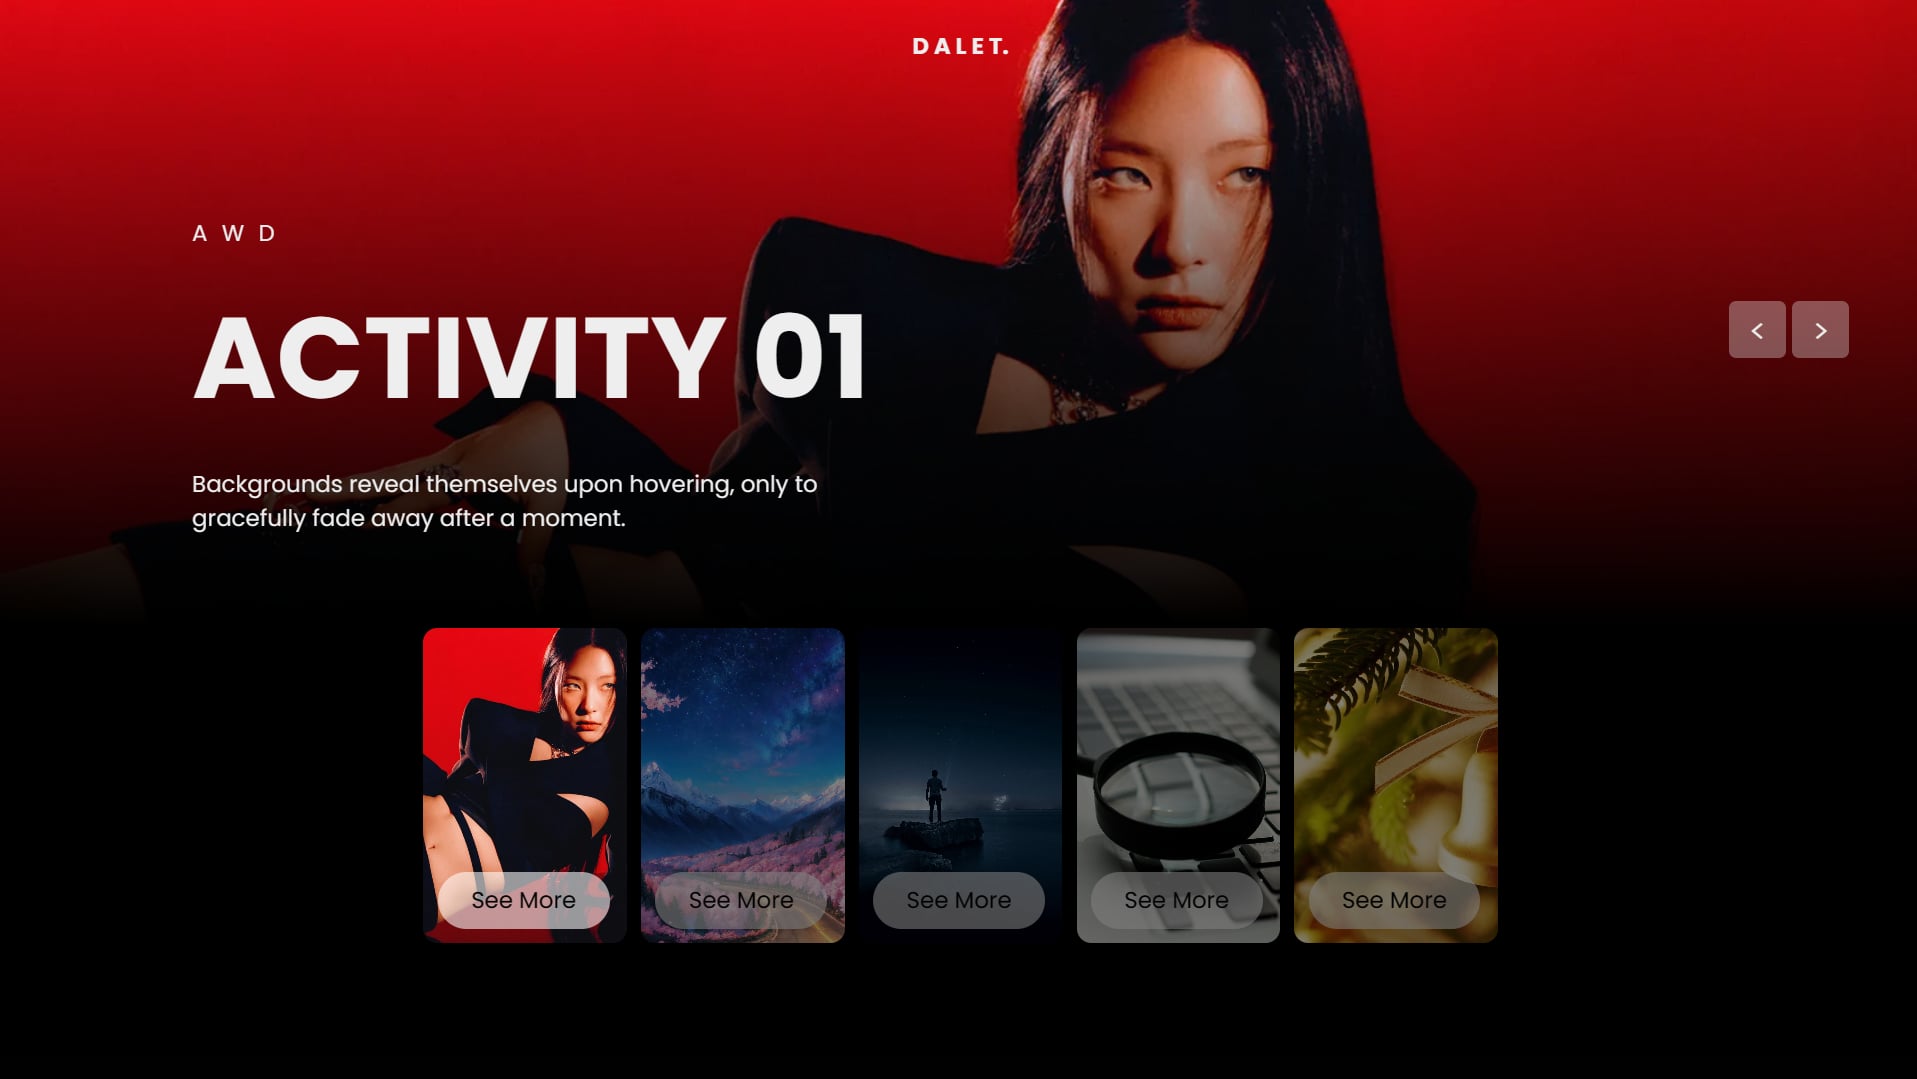 DALET.
AWD
ACTIVITY 01
Backgrounds reveal themselves upon hovering, only to
gracefully fade away after a moment.
See More
See More
See More
See More
See More